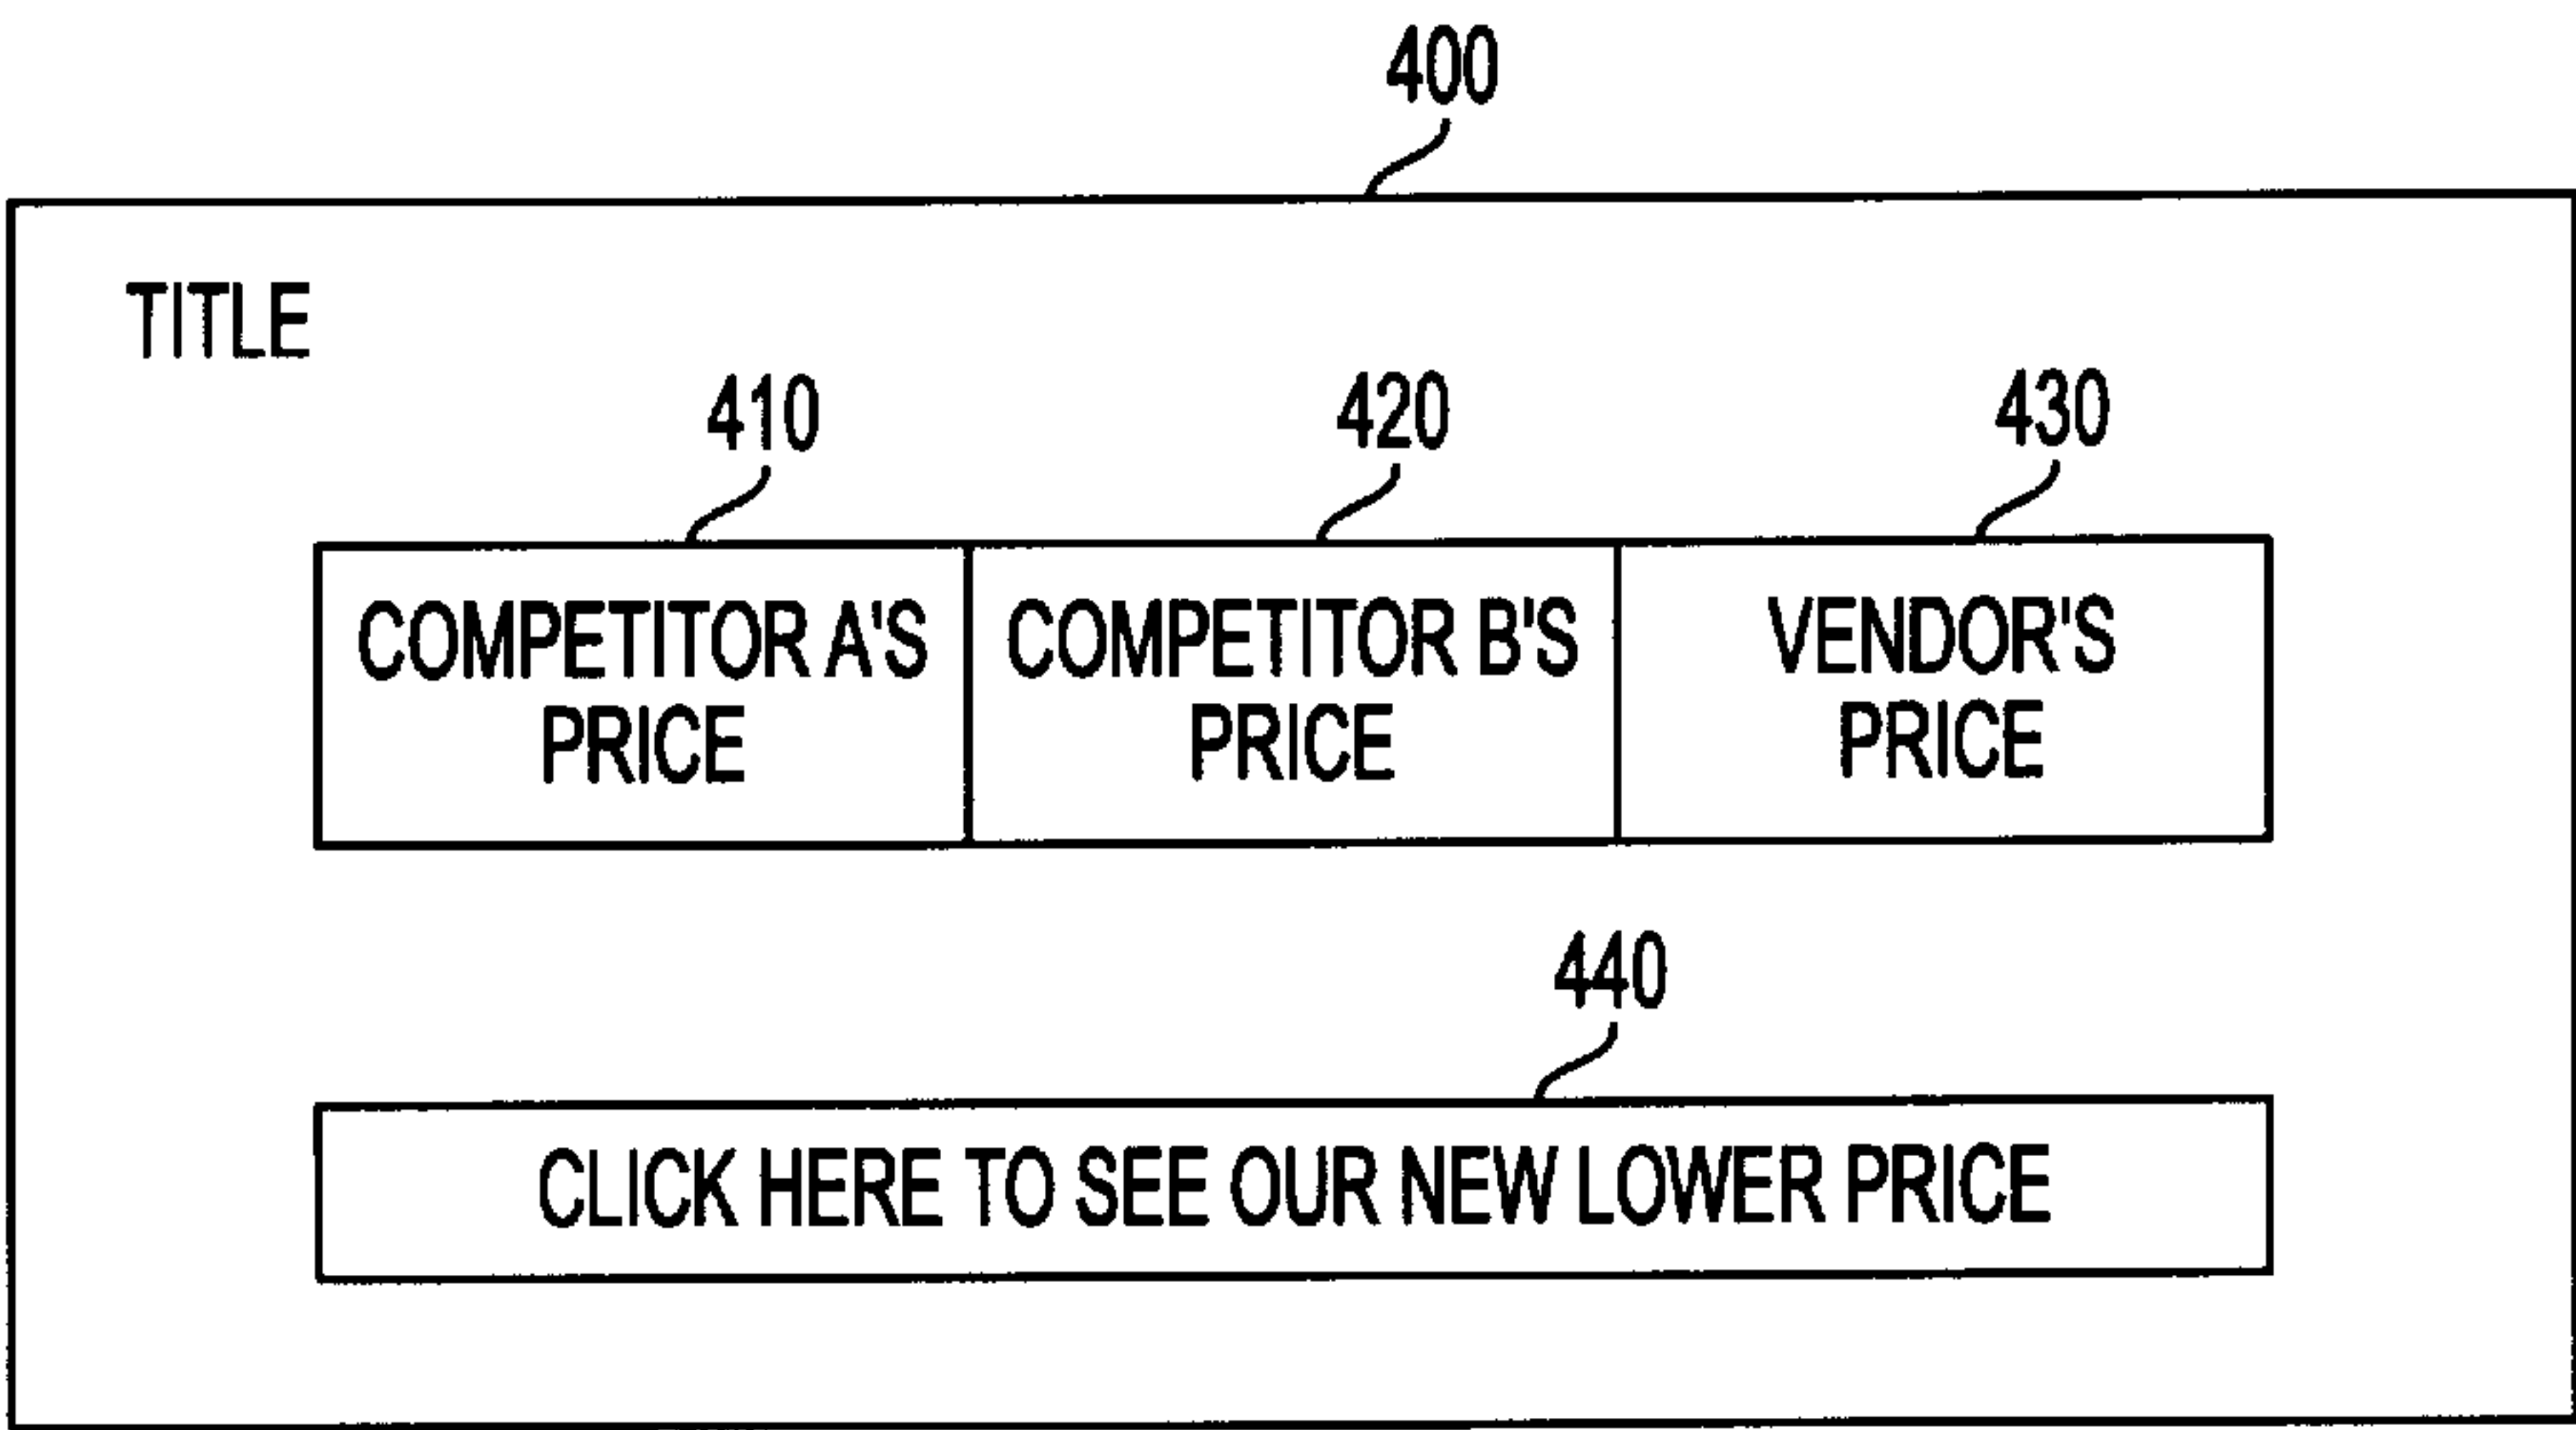 400
TITLE
410
420
430
COMPETITOR A'S
PRICE
COMPETITOR B'S
PRICE
VENDOR'S
PRICE
440
CLICK HERE TO SEE OUR NEW LOWER PRICE